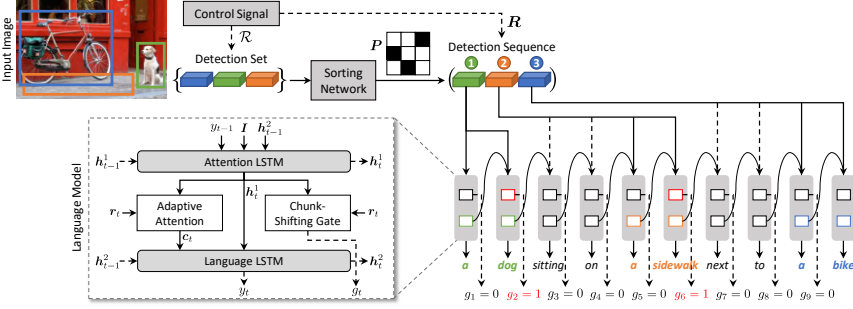 Input Image
Control Signal
𝓡
R
Detection Set
{ }
Sorting Network
P
Detection Sequence
1 2 3
( )
Language Model
y_{t−1} I h^2_{t−1}
h^1_{t−1} Attention LSTM h^1_t
h^1_t
r_t Adaptive Attention Chunk-Shifting Gate r_t
c_t
h^2_{t−1} Language LSTM h^2_t
y_t g_t
a dog sitting on a sidewalk next to a bike
g_1 = 0 g_2 = 1 g_3 = 0 g_4 = 0 g_5 = 0 g_6 = 1 g_7 = 0 g_8 = 0 g_9 = 0